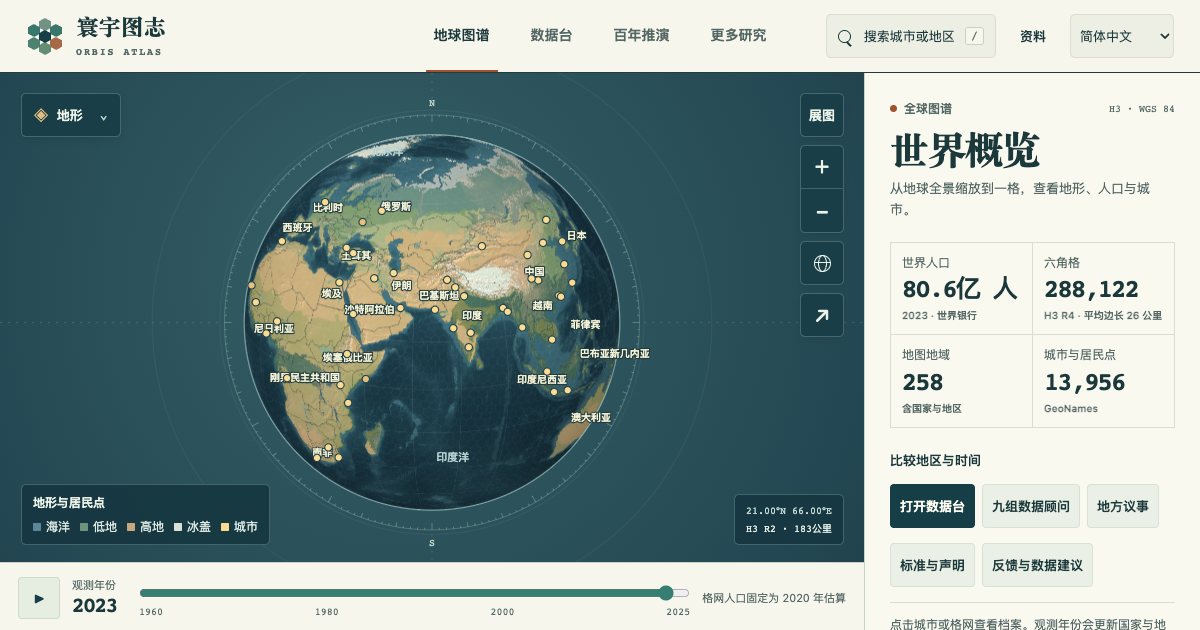 寰宇图志
ORBIS ATLAS
地球图谱
数据台
百年推演
更多研究
搜索城市或地区 /
资料
简体中文
地形
N
展图
+
−
比利时
俄罗斯
西班牙
日本
土耳其
中国
伊朗
埃及
巴基斯坦
沙特阿拉伯
越南
印度
菲律宾
尼日利亚
巴布亚新几内亚
埃塞俄比亚
刚果民主共和国
印度尼西亚
澳大利亚
南非
印度洋
S
地形与居民点
海洋 低地 高地 冰盖 城市
21.00°N 66.00°E
H3 R2 · 183公里
观测年份
2023
1960
1980
2000
2025
格网人口固定为 2020 年估算
全球图谱
H3 · WGS 84
世界概览
从地球全景缩放到一格，查看地形、人口与城
市。
世界人口
80.6亿 人
2023 · 世界银行
六角格
288,122
H3 R4 · 平均边长 26 公里
地图地域
258
含国家与地区
城市与居民点
13,956
GeoNames
比较地区与时间
打开数据台
九组数据顾问
地方议事
标准与声明
反馈与数据建议
点击城市或格网查看档案。观测年份会更新国家与地